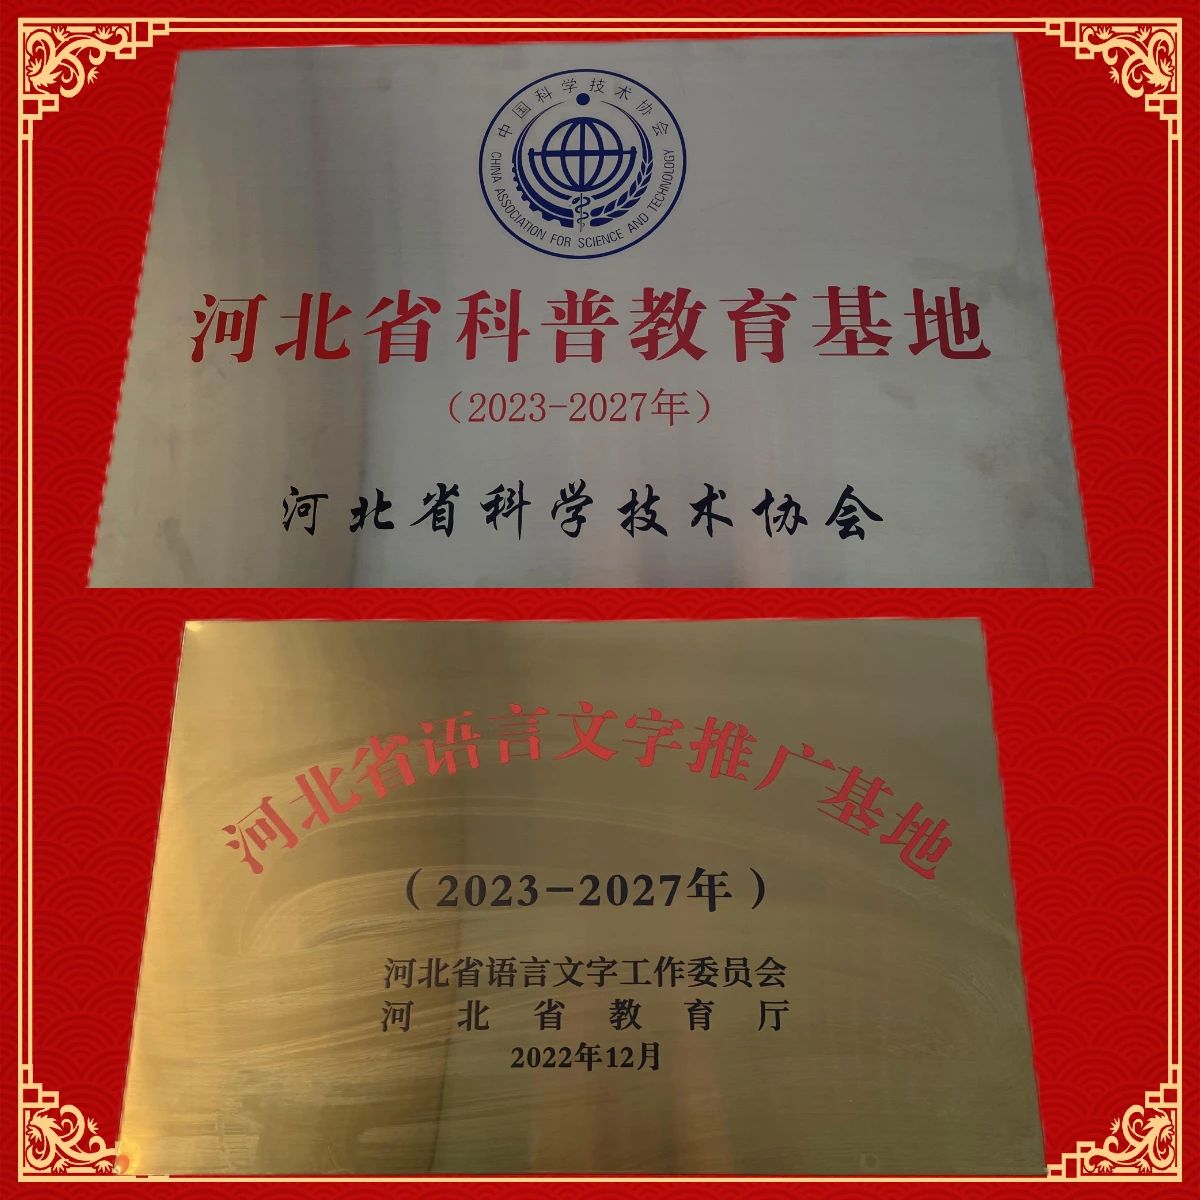 中国科学技术协会
CHINA ASSOCIATION FOR SCIENCE AND TECHNOLOGY
河北省科普教育基地
（2023-2027年）
河北省科学技术协会
河北省语言文字推广基地
（2023-2027年）
河北省语言文字工作委员会
河北省教育厅
2022年12月